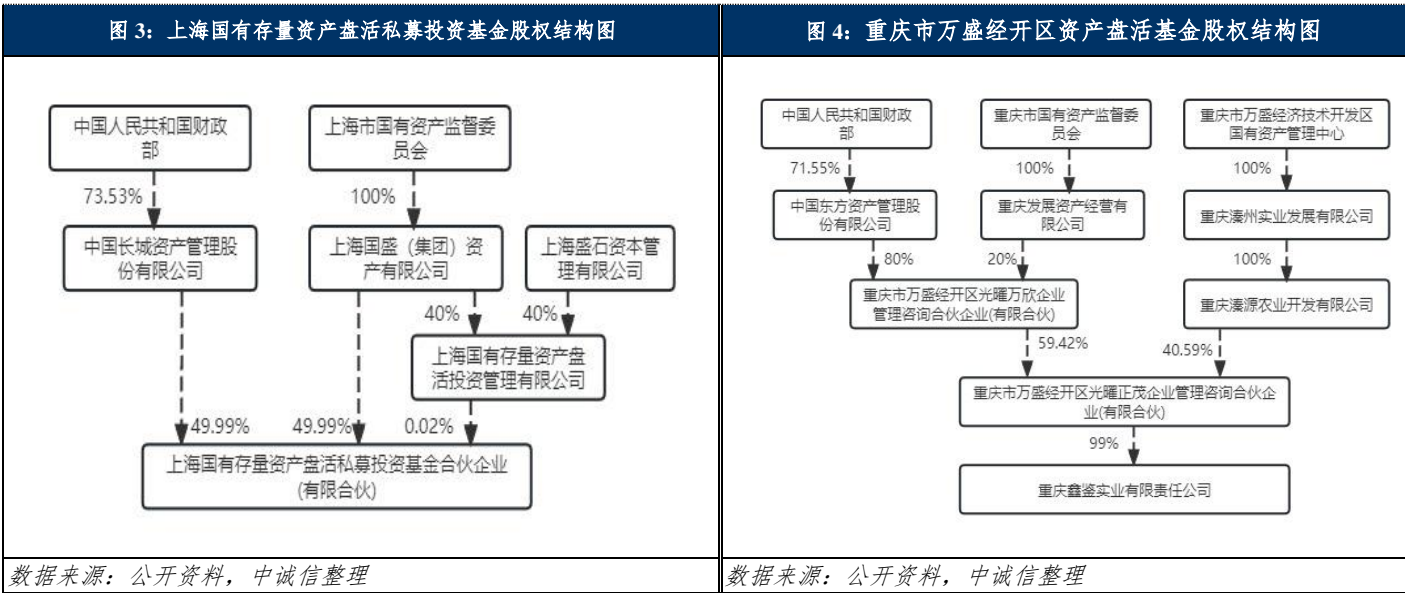 图 3：上海国有存量资产盘活私募投资基金股权结构图
中国人民共和国财政
部
上海市国有资产监督委
员会
73.53%
100%
中国长城资产管理股
份有限公司
上海国盛（集团）资
产有限公司
上海盛石资本管
理有限公司
40%
40%
上海国有存量资产盘
活投资管理有限公司
49.99%
49.99%
0.02%
上海国有存量资产盘活私募投资基金合伙企业
(有限合伙)
数据来源：公开资料，中诚信整理
图 4：重庆市万盛经开区资产盘活基金股权结构图
中国人民共和国财政
部
重庆市国有资产监督委
员会
重庆市万盛经济技术开发区
国有资产管理中心
71.55%
100%
100%
中国东方资产管理股
份有限公司
重庆发展资产经营有
限公司
重庆溱州实业发展有限公司
80%
20%
100%
重庆市万盛经开区光曜万欣企业
管理咨询合伙企业(有限合伙)
重庆溱源农业开发有限公司
59.42%
40.59%
重庆市万盛经开区光曜正茂企业管理咨询合伙企
业(有限合伙)
99%
重庆鑫鉴实业有限责任公司
数据来源：公开资料，中诚信整理